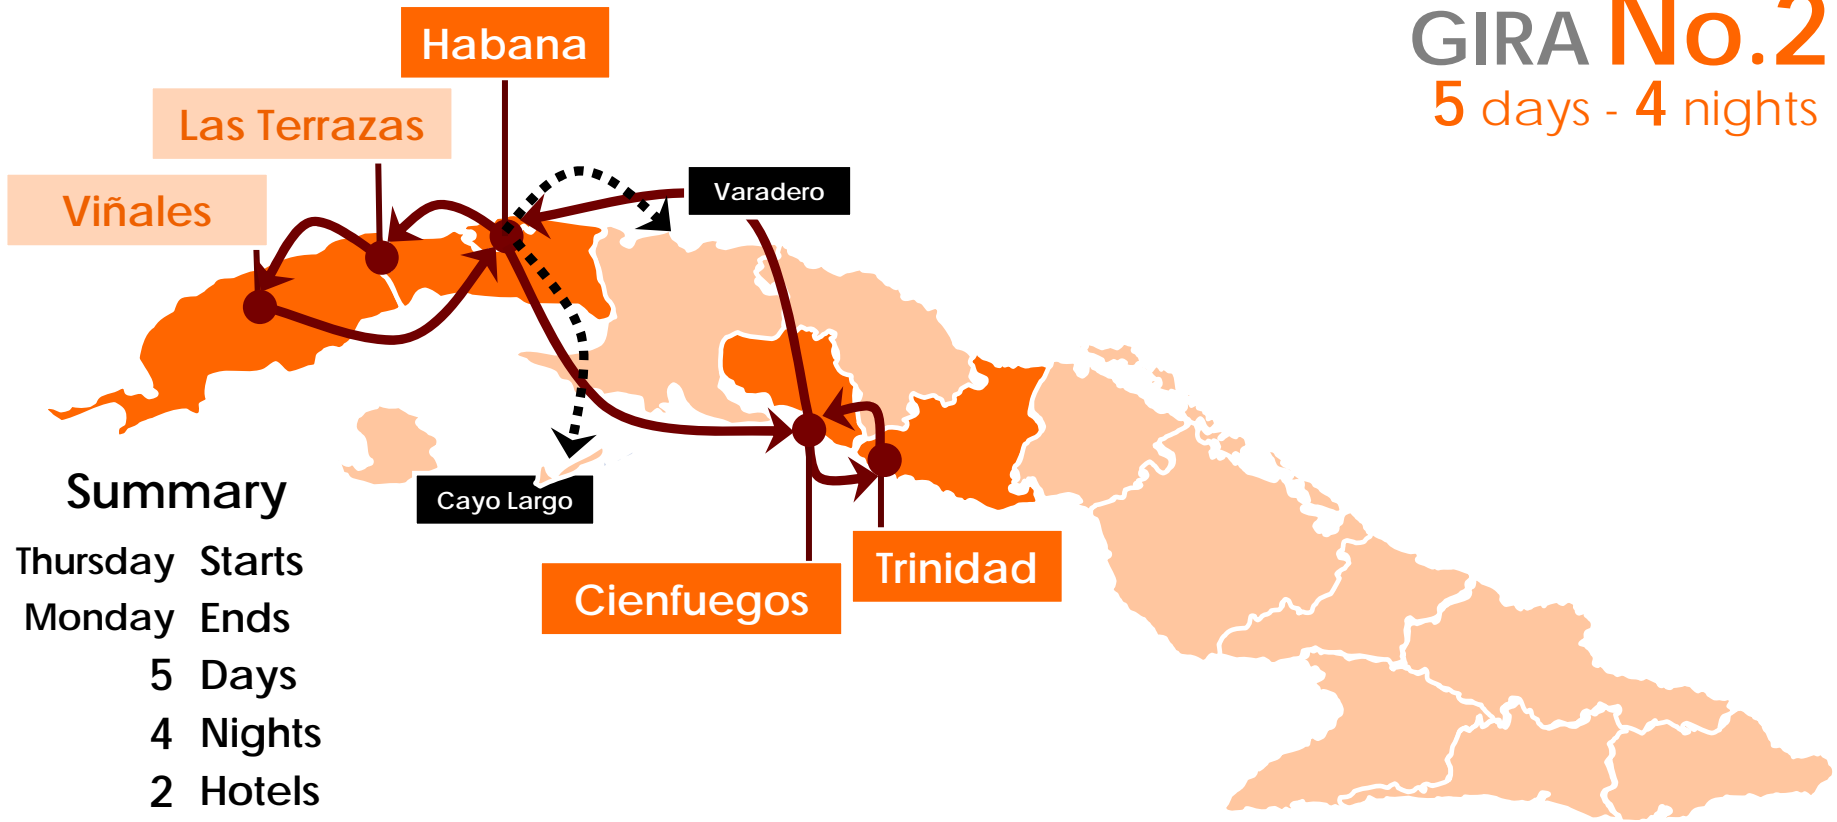 GIRA No.2
5 days - 4 nights
Habana
Las Terrazas
Viñales
Varadero
Cayo Largo
Trinidad
Cienfuegos
Summary
Thursday Starts
Monday Ends
5 Days
4 Nights
2 Hotels